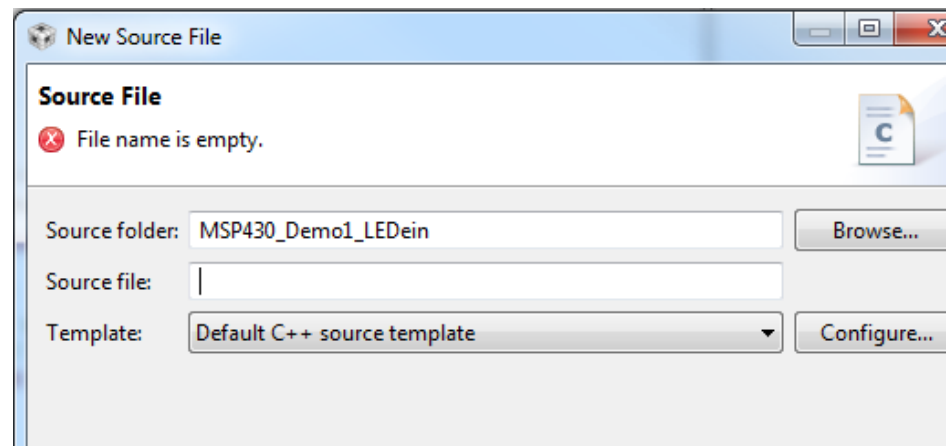 New Source File
Source File
File name is empty.
C
Source folder: MSP430_Demo1_LEDein Browse...
Source file:
Template: Default C++ source template Configure...